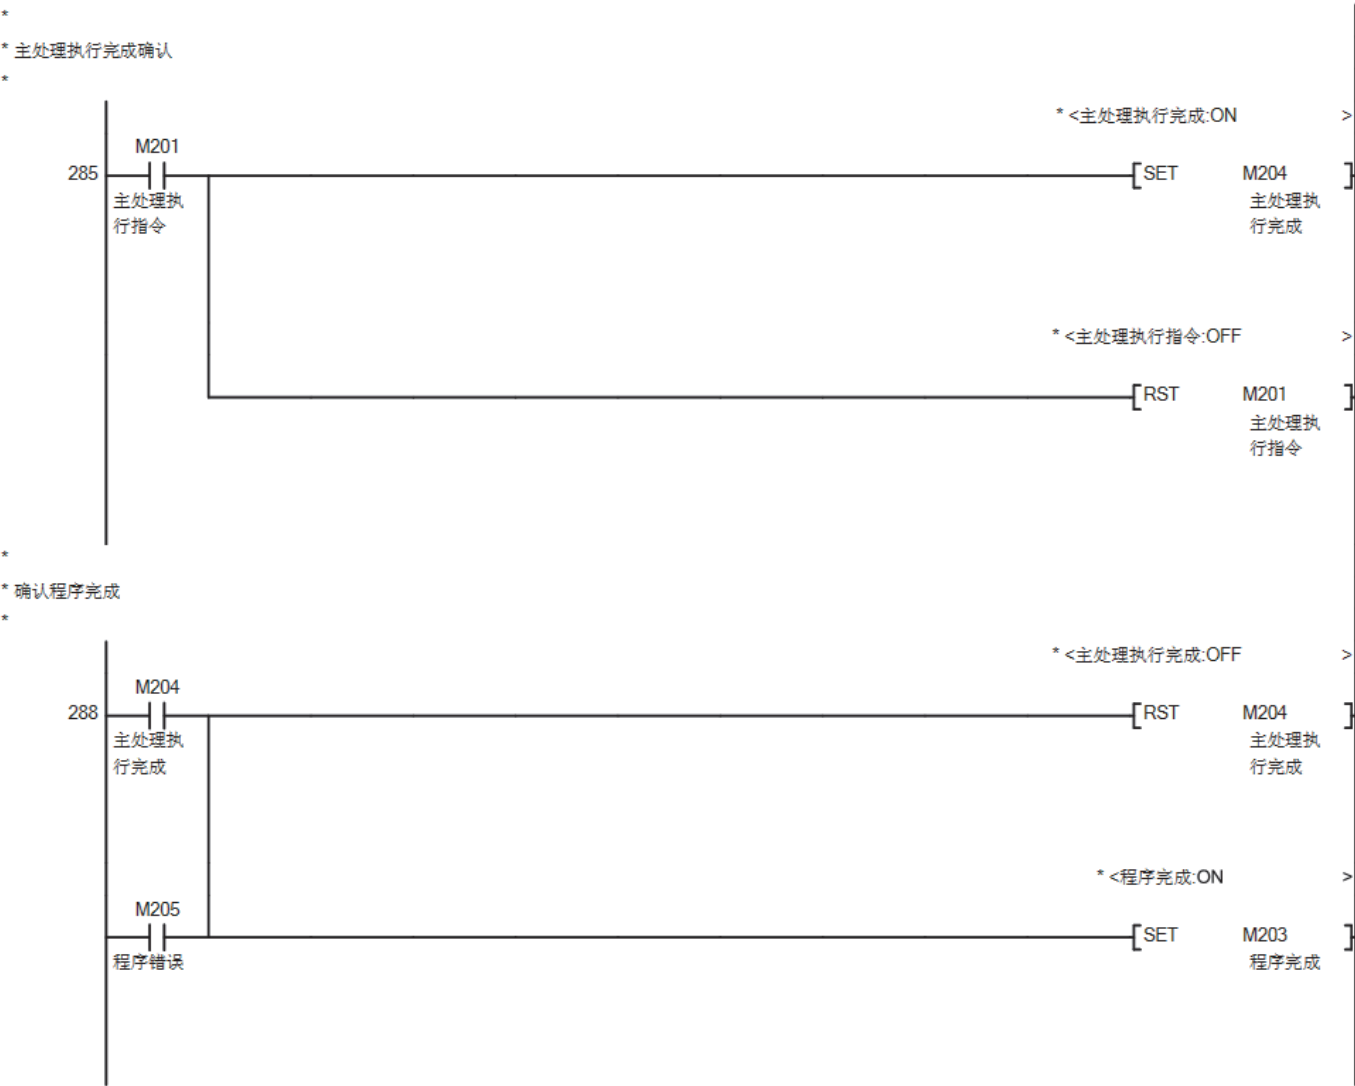 *
* 主处理执行完成确认
*
* <主处理执行完成:ON >
M201
285
SET M204
主处理执
行指令
主处理执
行完成
* <主处理执行指令:OFF >
RST M201
主处理执
行指令
*
* 确认程序完成
*
* <主处理执行完成:OFF >
M204
288
RST M204
主处理执
行完成
主处理执
行完成
* <程序完成:ON >
M205
SET M203
程序错误
程序完成